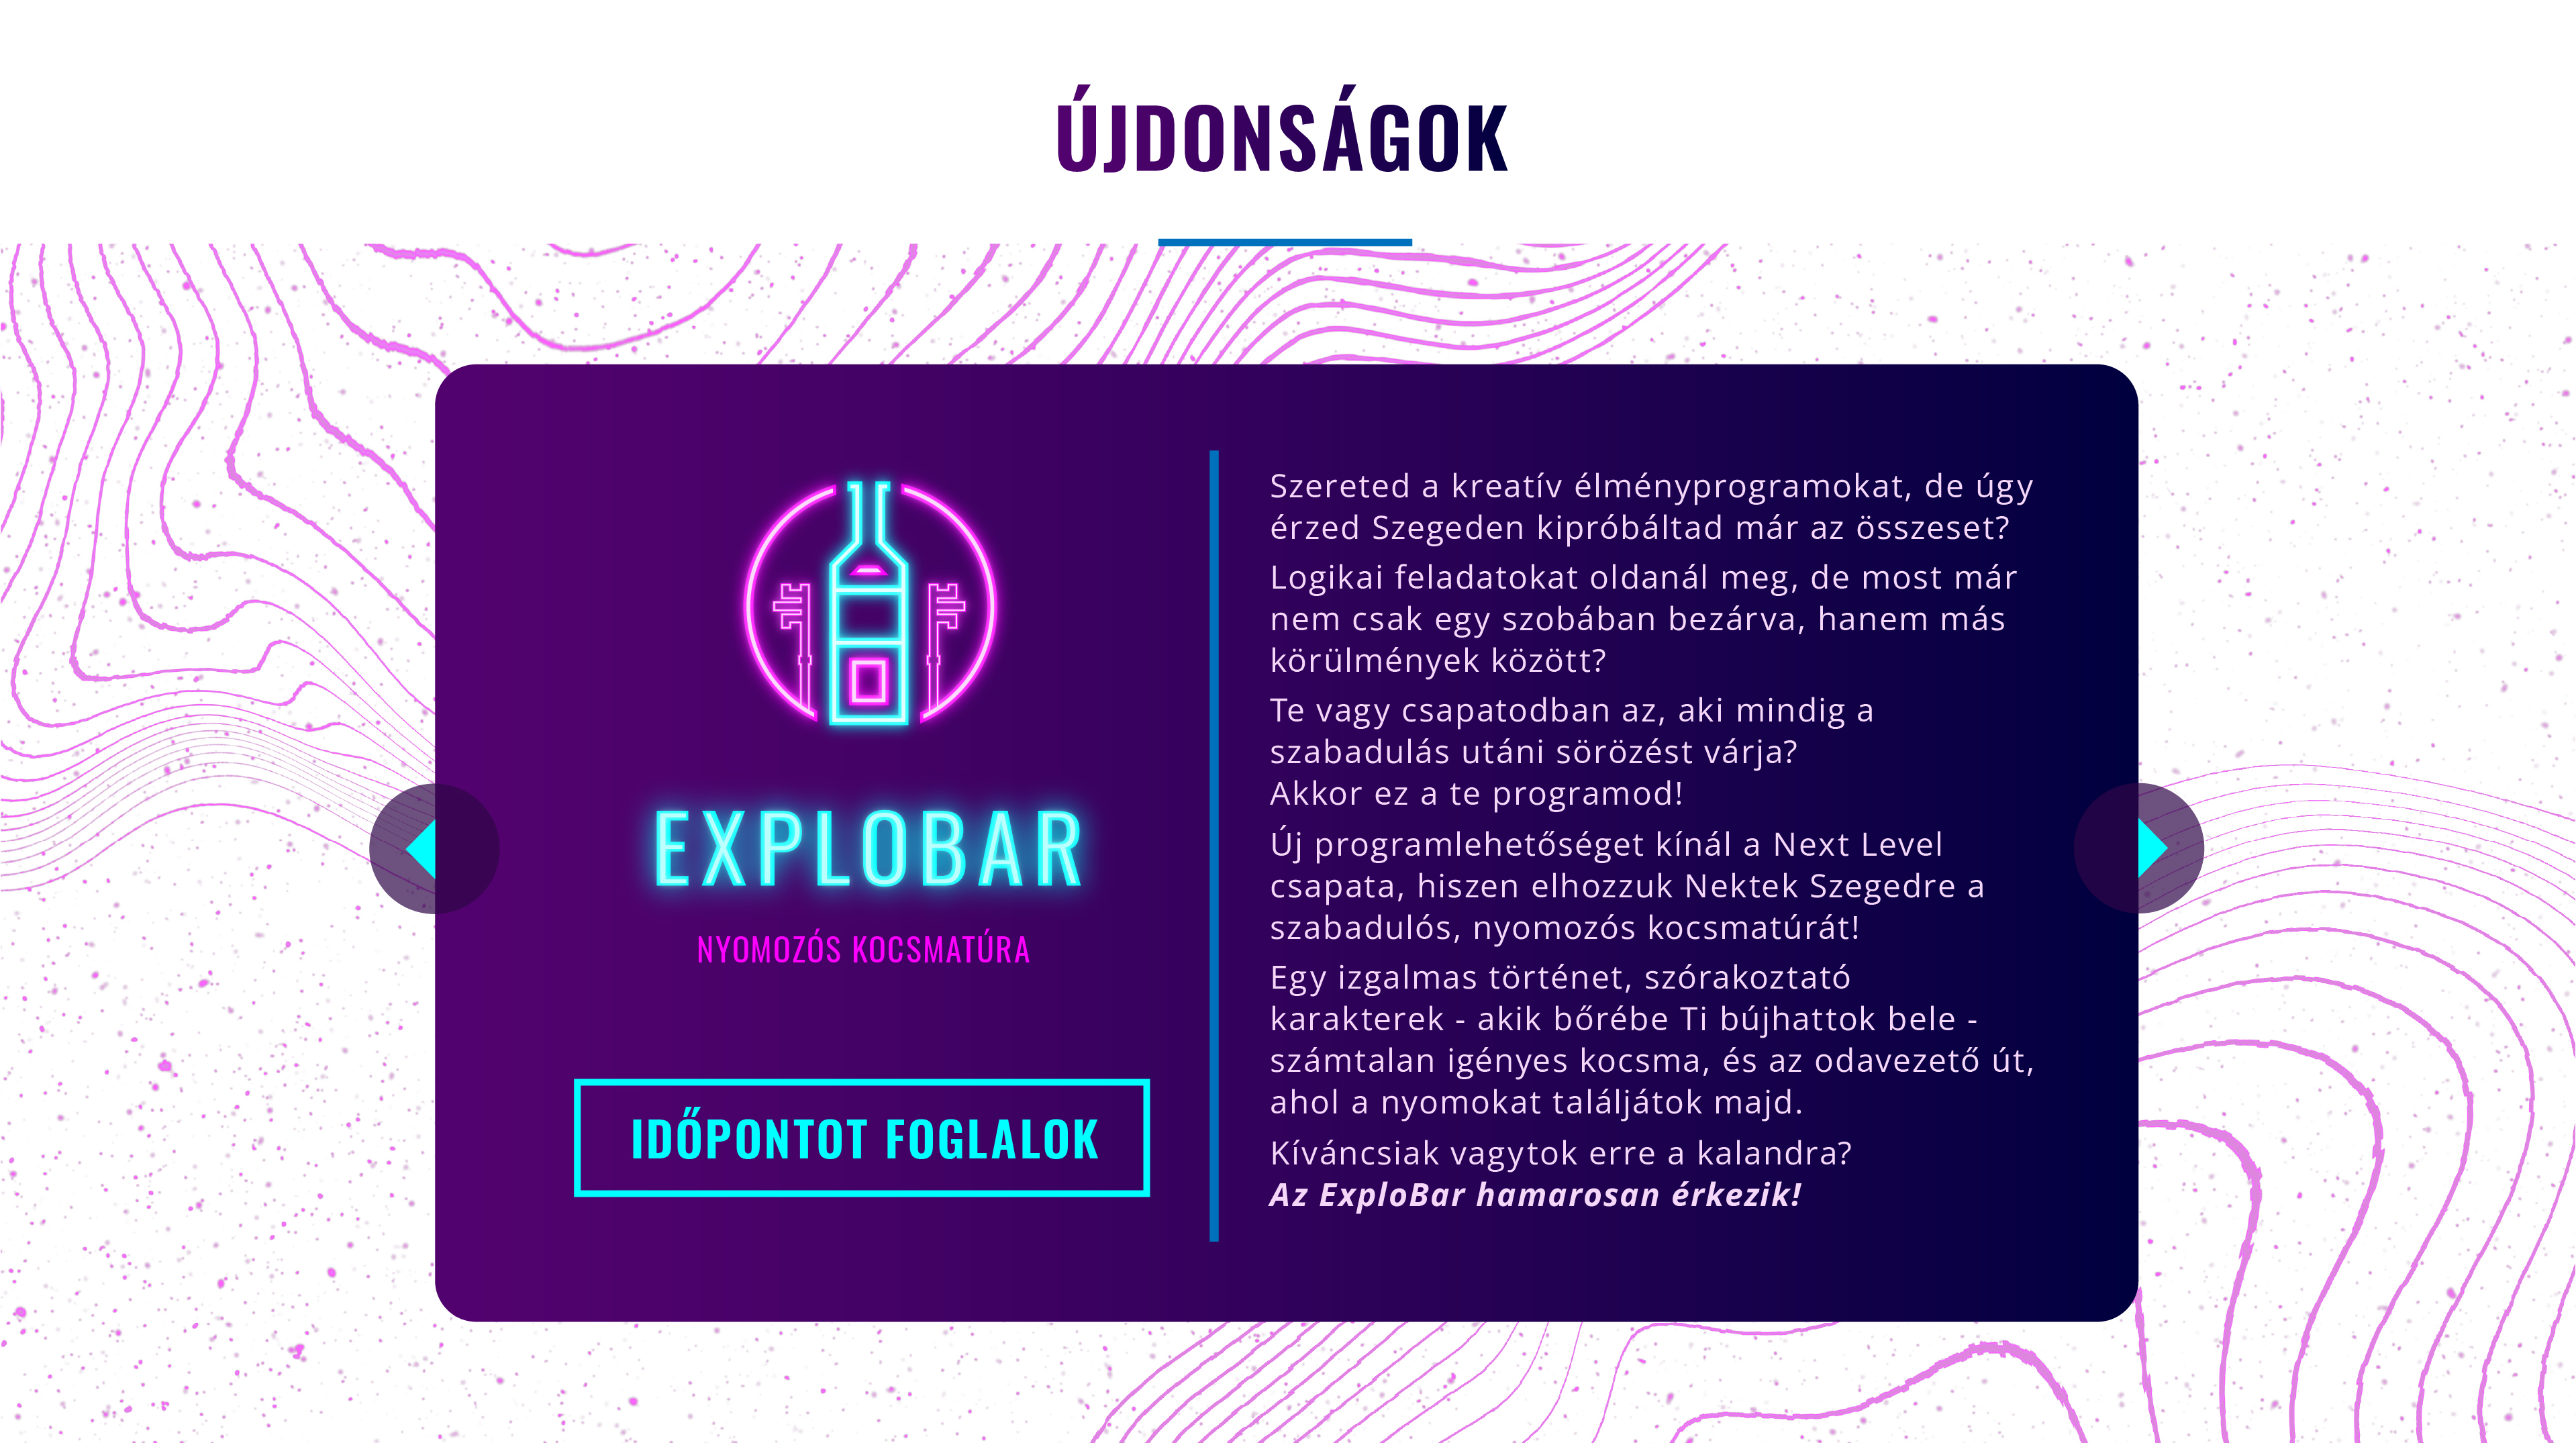 ÚJDONSÁGOK
EXPLOBAR
NYOMOZÓS KOCSMATÚRA
IDŐPONTOT FOGLALOK
Szereted a kreatív élményprogramokat, de úgy
érzed Szegeden kipróbáltad már az összeset?
Logikai feladatokat oldanál meg, de most már
nem csak egy szobában bezárva, hanem más
körülmények között?
Te vagy csapatodban az, aki mindig a
szabadulás utáni sörözést várja?
Akkor ez a te programod!
Új programlehetőséget kínál a Next Level
csapata, hiszen elhozzuk Nektek Szegedre a
szabadulós, nyomozós kocsmatúrát!
Egy izgalmas történet, szórakoztató
karakterek - akik bőrébe Ti bújhattok bele -
számtalan igényes kocsma, és az odavezető út,
ahol a nyomokat találjátok majd.
Kíváncsiak vagytok erre a kalandra?
Az ExploBar hamarosan érkezik!